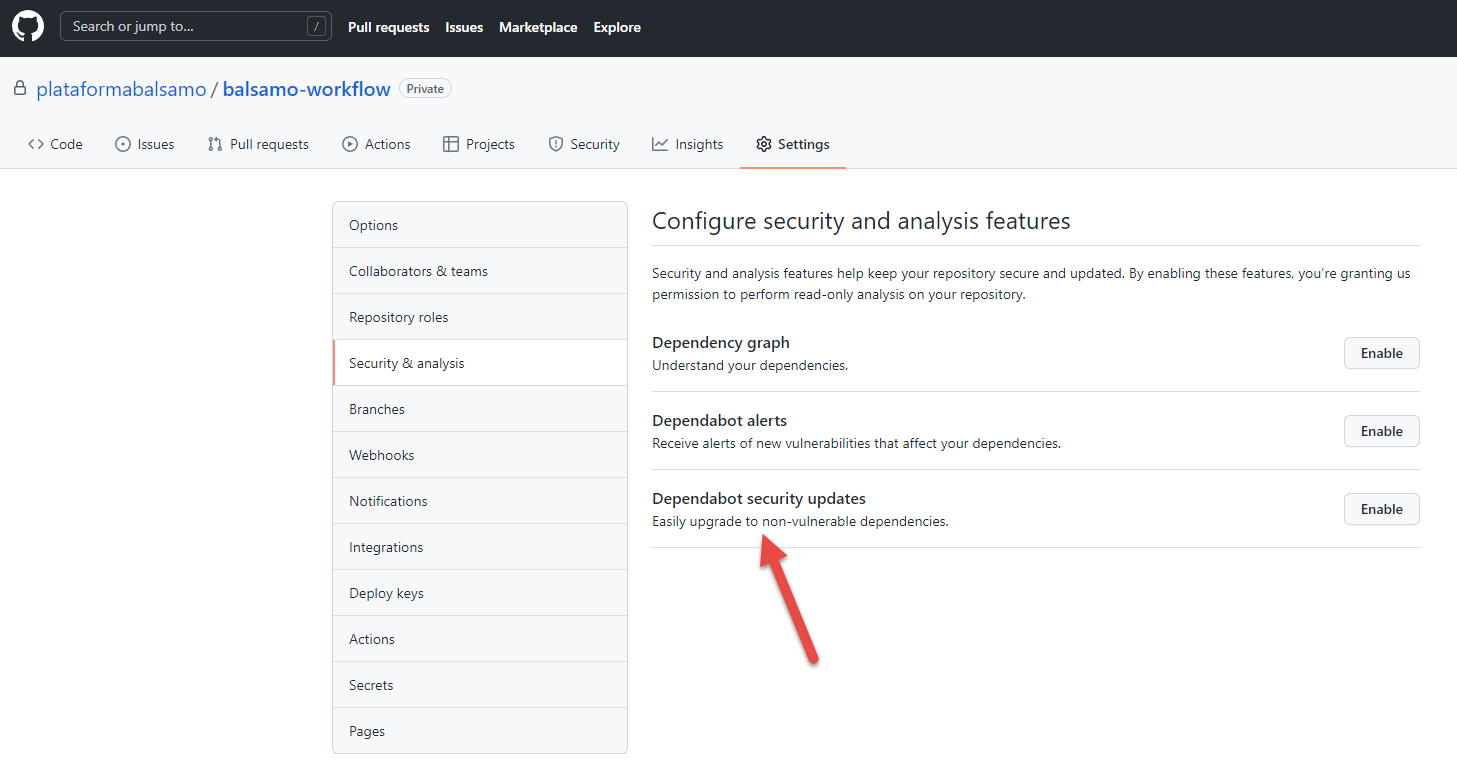 Search or jump to...
/
Pull requests
Issues
Marketplace
Explore
plataformabalsamo / balsamo-workflow
Private
Code
Issues
Pull requests
Actions
Projects
Security
Insights
Settings
Options
Collaborators & teams
Repository roles
Security & analysis
Branches
Webhooks
Notifications
Integrations
Deploy keys
Actions
Secrets
Pages
Configure security and analysis features
Security and analysis features help keep your repository secure and updated. By enabling these features, you're granting us
permission to perform read-only analysis on your repository.
Dependency graph
Understand your dependencies.
Enable
Dependabot alerts
Receive alerts of new vulnerabilities that affect your dependencies.
Enable
Dependabot security updates
Easily upgrade to non-vulnerable dependencies.
Enable